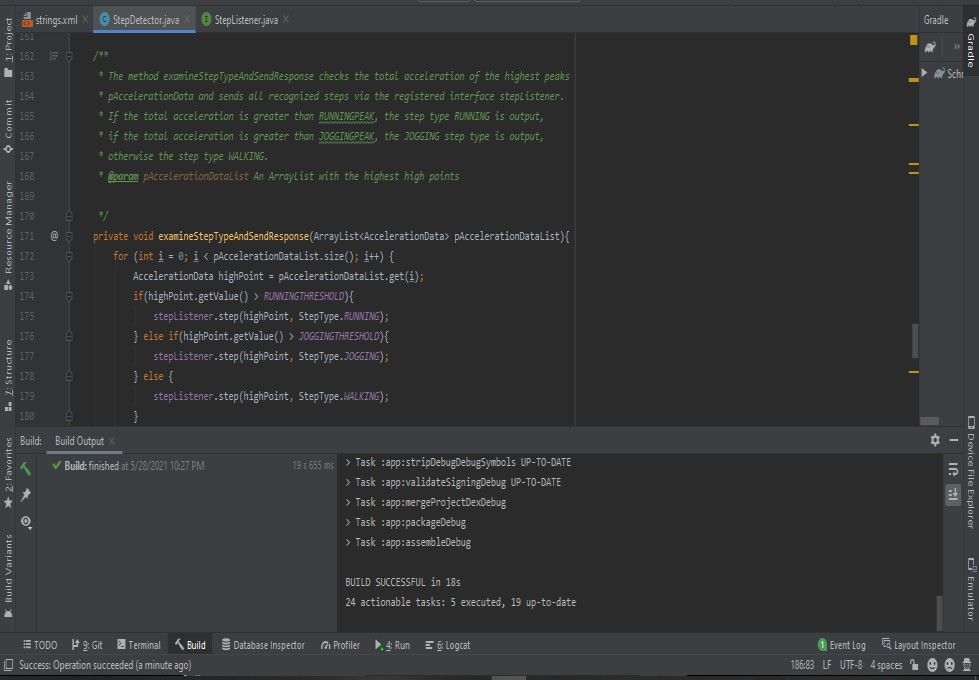 strings.xml
StepDetector.java
StepListener.java
Gradle
1: Project
Commit
Resource Manager
7: Structure
2: Favorites
Build Variants
161
162 /**
163 * The method examineStepTypeAndSendResponse checks the total acceleration of the highest peaks
164 * pAccelerationData and sends all recognized steps via the registered interface stepListener.
165 * If the total acceleration is greater than RUNNINGPEAK, the step type RUNNING is output,
166 * if the total acceleration is greater than JOGGINGPEAK, the JOGGING step type is output,
167 * otherwise the step type WALKING.
168 * @param pAccelerationDataList An ArrayList with the highest high points
169
170 */
171 @ private void examineStepTypeAndSendResponse(ArrayList<AccelerationData> pAccelerationDataList){
172 for (int i = 0; i < pAccelerationDataList.size(); i++) {
173 AccelerationData highPoint = pAccelerationDataList.get(i);
174 if(highPoint.getValue() > RUNNINGTHRESHOLD){
175 stepListener.step(highPoint, StepType.RUNNING);
176 } else if(highPoint.getValue() > JOGGINGTHRESHOLD){
177 stepListener.step(highPoint, StepType.JOGGING);
178 } else {
179 stepListener.step(highPoint, StepType.WALKING);
180 }
»
Schr
Gradle
Device File Explorer
Emulator
Build: Build Output
Build: finished at 5/28/2021 10:27 PM 19 s 655 ms
> Task :app:stripDebugDebugSymbols UP-TO-DATE
> Task :app:validateSigningDebug UP-TO-DATE
> Task :app:mergeProjectDexDebug
> Task :app:packageDebug
> Task :app:assembleDebug
BUILD SUCCESSFUL in 18s
24 actionable tasks: 5 executed, 19 up-to-date
TODO 9: Git Terminal Build Database Inspector Profiler 4: Run 6: Logcat 1 Event Log Layout Inspector
Success: Operation succeeded (a minute ago) 186:83 LF UTF-8 4 spaces